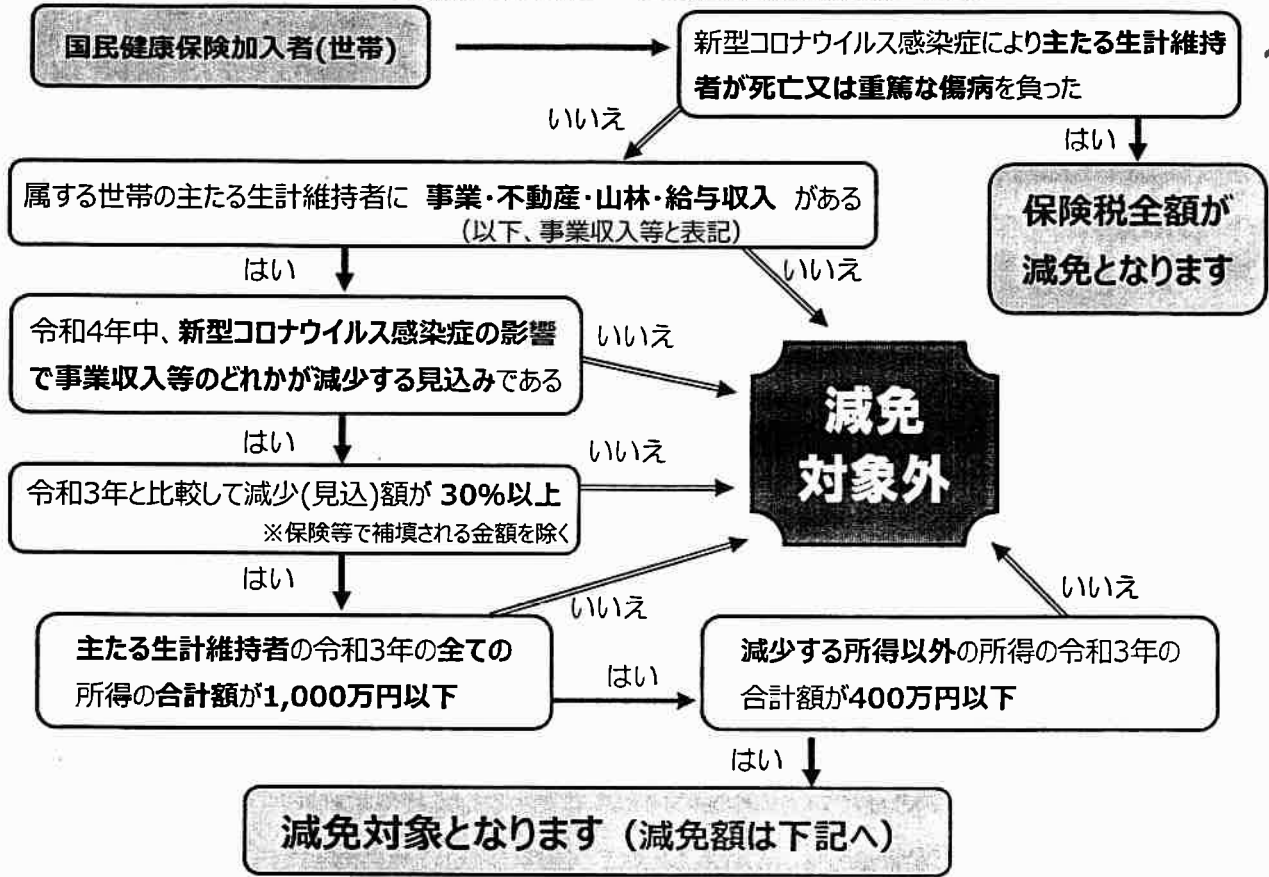 国民健康保険加入者(世帯)
新型コロナウイルス感染症により主たる生計維持
者が死亡又は重篤な傷病を負った
いいえ
はい
属する世帯の主たる生計維持者に 事業・不動産・山林・給与収入 がある
(以下、事業収入等と表記)
保険税全額が
減免となります
はい
いいえ
令和4年中、新型コロナウイルス感染症の影響
で事業収入等のどれかが減少する見込みである
いいえ
減免
対象外
はい
いいえ
令和3年と比較して減少(見込)額が 30%以上
※保険等で補填される金額を除く
はい
いいえ
いいえ
主たる生計維持者の令和3年の全ての
所得の合計額が1,000万円以下
はい
減少する所得以外の所得の令和3年の
合計額が400万円以下
はい
減免対象となります (減免額は下記へ)